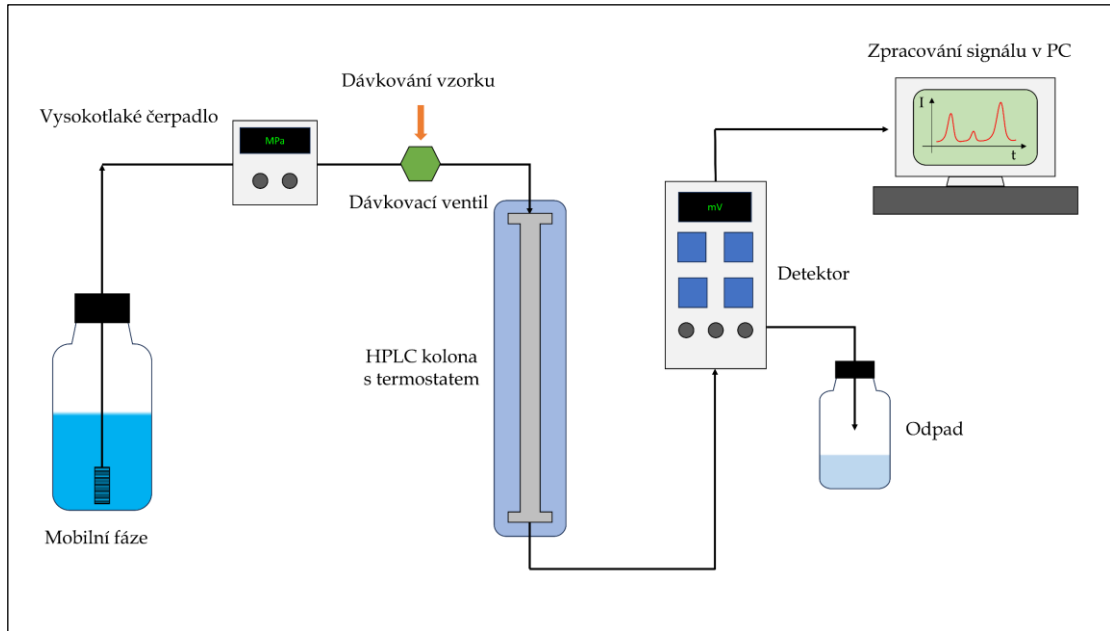 Zpracování signálu v PC
Dávkování vzorku
Vysokotlaké čerpadlo
MPa
I
t
Dávkovací ventil
mV
Detektor
HPLC kolona
s termostatem
Odpad
Mobilní fáze